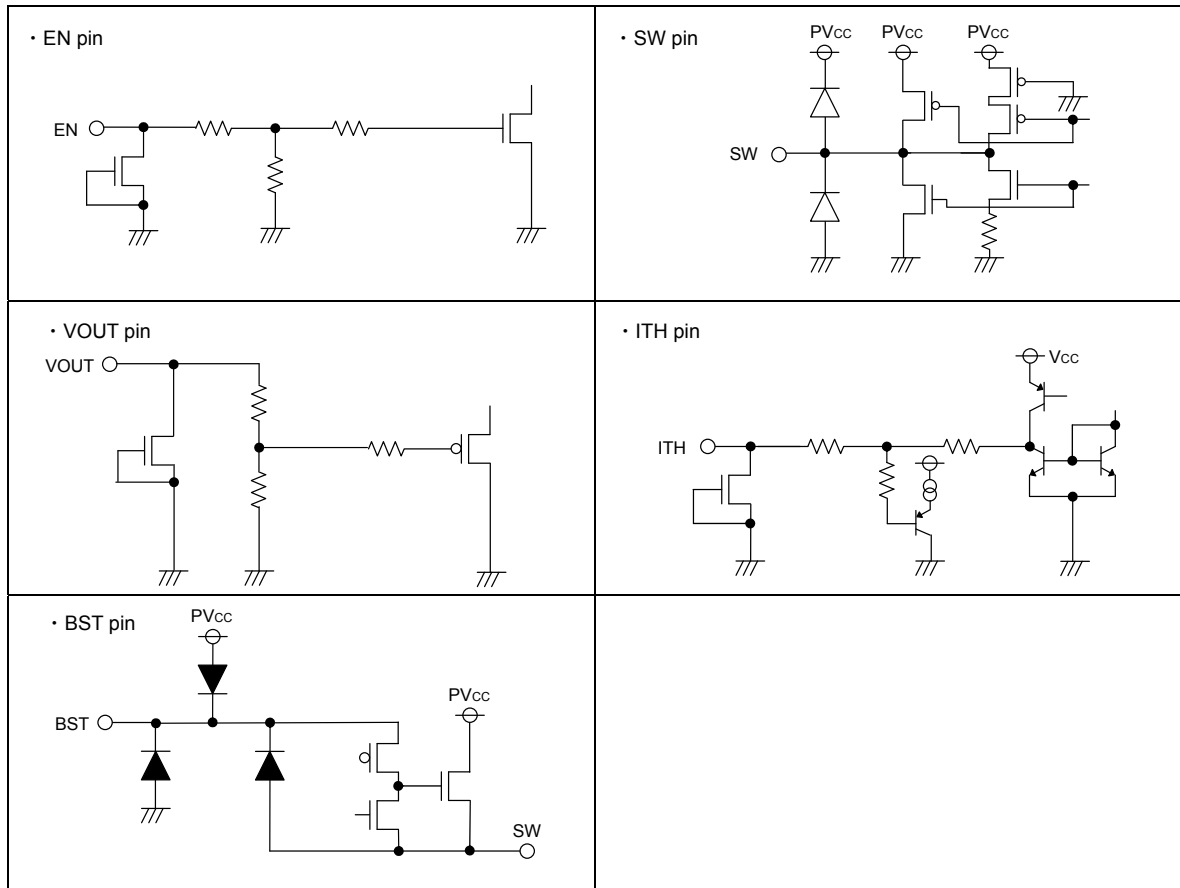 ・EN pin
EN
・SW pin
PVCC PVCC PVCC
SW
・VOUT pin
VOUT
・ITH pin
VCC
ITH
・BST pin
PVCC
PVCC
BST
SW